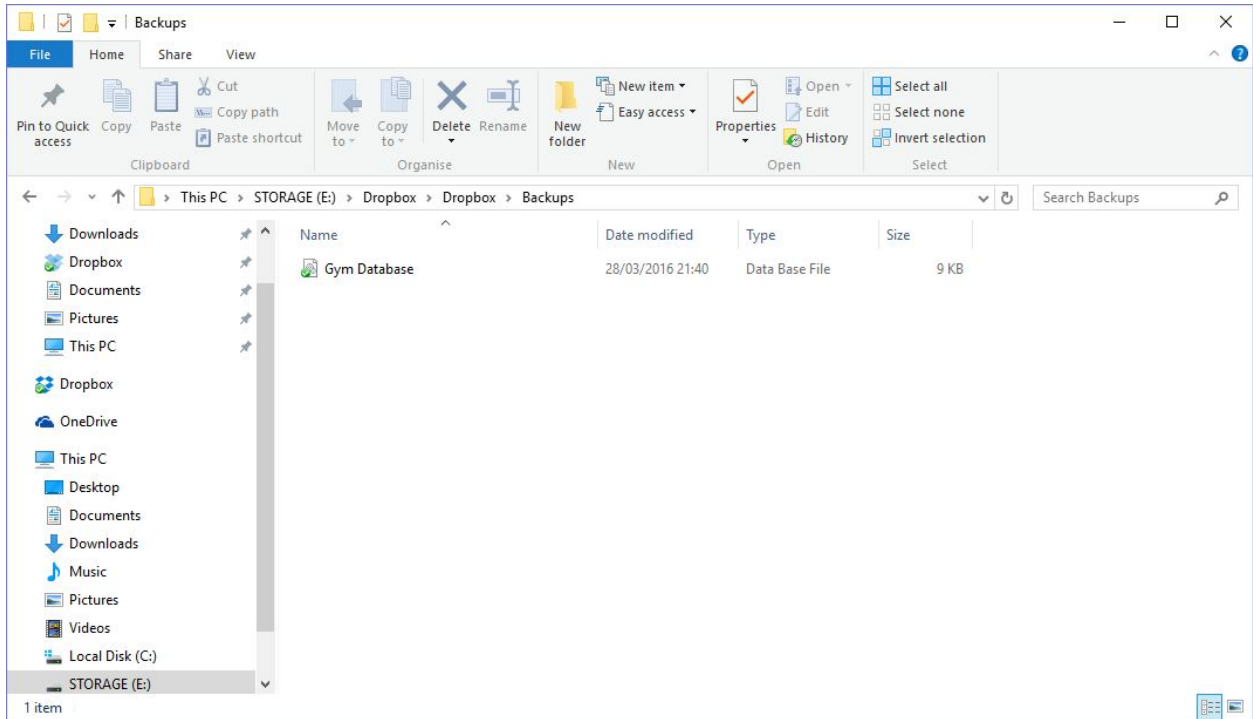 Backups
File Home Share View
Pin to Quick access
Copy
Paste
Cut
Copy path
Paste shortcut
Clipboard
Move to
Copy to
Delete
Rename
Organise
New folder
New item
Easy access
New
Properties
Open
Edit
History
Open
Select all
Select none
Invert selection
Select
This PC > STORAGE (E:) > Dropbox > Dropbox > Backups
Search Backups
Name Date modified Type Size
Gym Database 28/03/2016 21:40 Data Base File 9 KB
Downloads
Dropbox
Documents
Pictures
This PC
Dropbox
OneDrive
This PC
Desktop
Documents
Downloads
Music
Pictures
Videos
Local Disk (C:)
STORAGE (E:)
1 item